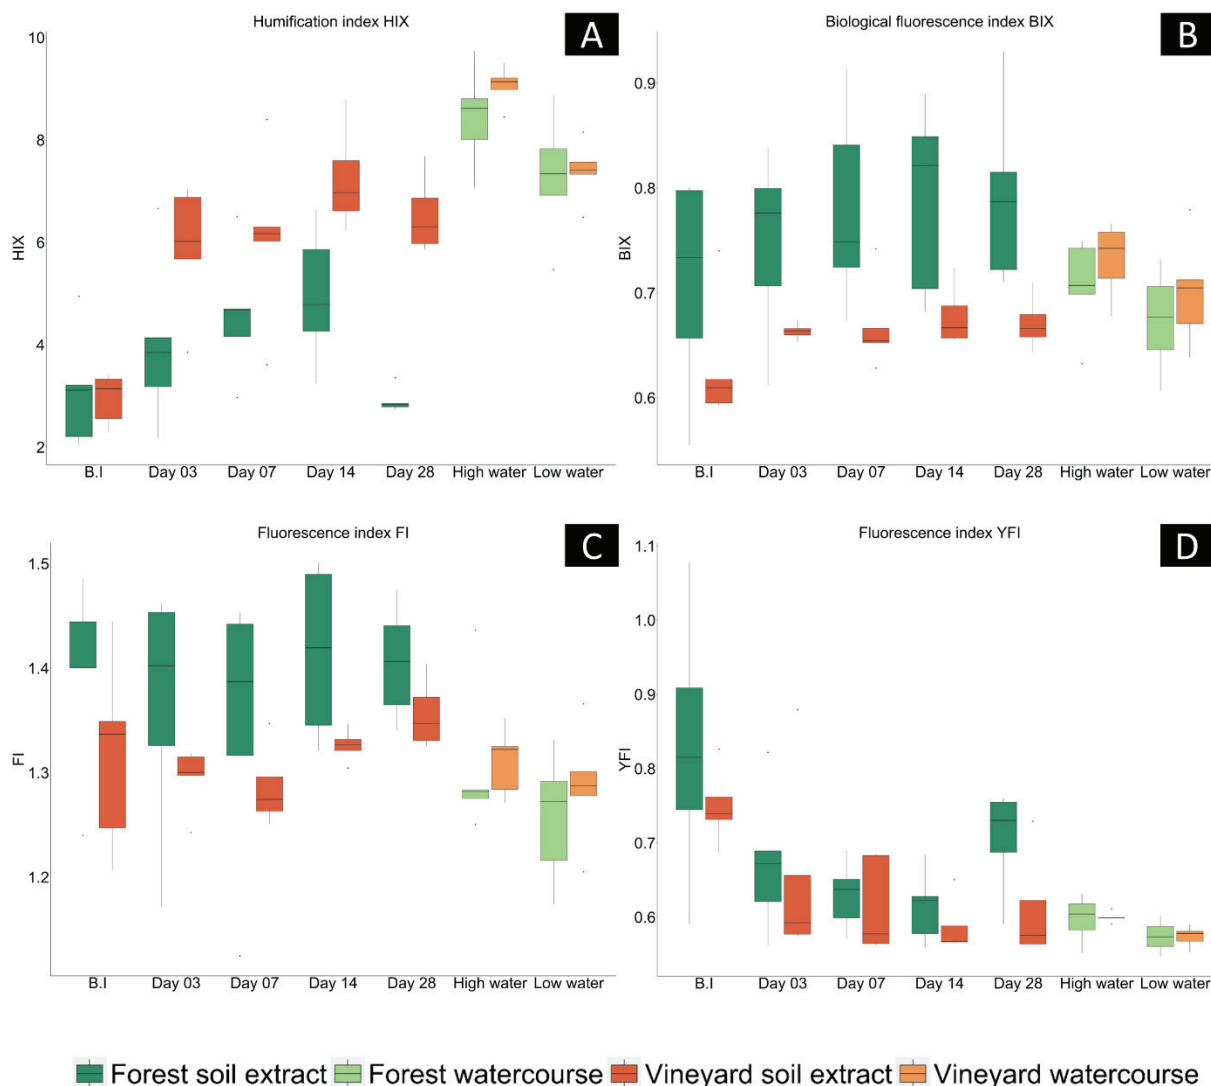 Humification index HIX
A
10
8
6
4
2
HIX
B.I Day 03 Day 07 Day 14 Day 28 High water Low water
Biological fluorescence index BIX
B
0.9
0.8
0.7
0.6
BIX
B.I Day 03 Day 07 Day 14 Day 28 High water Low water
Fluorescence index FI
C
1.5
1.4
1.3
1.2
FI
B.I Day 03 Day 07 Day 14 Day 28 High water Low water
Fluorescence index YFI
D
1.1
1.0
0.9
0.8
0.7
0.6
YFI
B.I Day 03 Day 07 Day 14 Day 28 High water Low water
Forest soil extract Forest watercourse Vineyard soil extract Vineyard watercourse